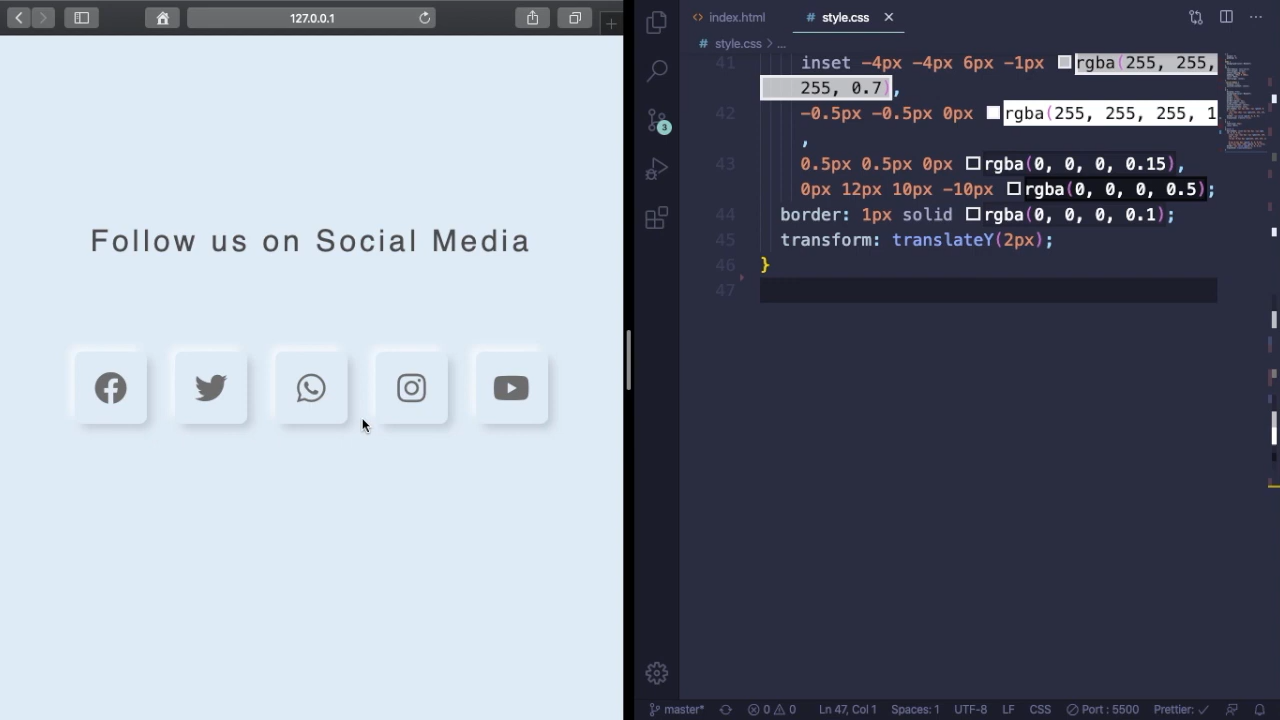 127.0.0.1
Follow us on Social Media
index.html
# style.css
# style.css > ...
41 inset -4px -4px 6px -1px rgba(255, 255,
255, 0.7),
42 -0.5px -0.5px 0px rgba(255, 255, 255, 1
,
43 0.5px 0.5px 0px rgba(0, 0, 0, 0.15),
0px 12px 10px -10px rgba(0, 0, 0, 0.5);
44 border: 1px solid rgba(0, 0, 0, 0.1);
45 transform: translateY(2px);
46 }
47
3
master* 0 0 Ln 47, Col 1 Spaces: 1 UTF-8 LF CSS Port : 5500 Prettier: ✓